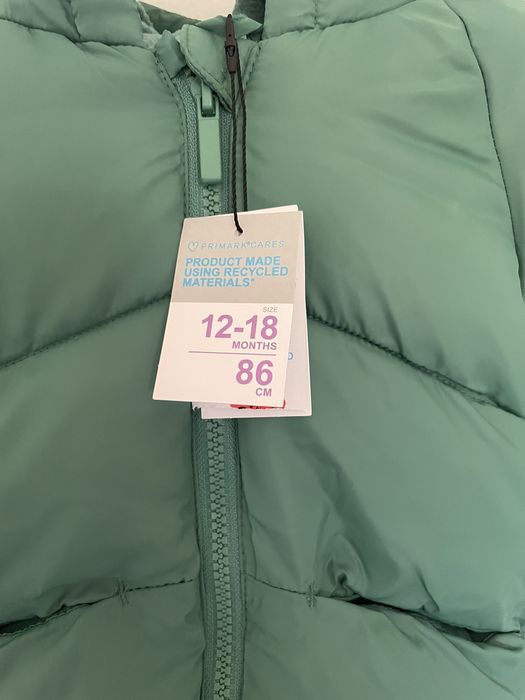 PRIMARK®CARES
PRODUCT MADE
USING RECYCLED
MATERIALS*
SIZE
12-18
MONTHS
86
CM